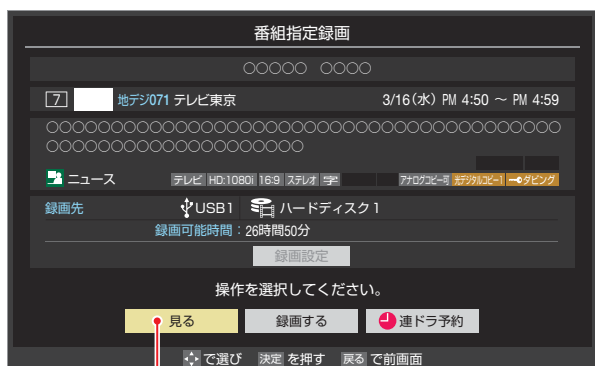 番組指定録画
○○○○○ ○○○○
7 地デジ071 テレビ東京 3/16(水) PM 4:50 ～ PM 4:59
○○○○○○○○○○○○○○○○○○○○○○○○○○○○○○○○
○○○○○○○○○○○○○○○○
ニュース テレビ HD:1080i 16:9 ステレオ 字 アナログコピー可 光デジタルコピー1 ダビング
録画先 USB1 ハードディスク1
録画可能時間：26時間50分
録画設定
操作を選択してください。
見る 録画する 連ドラ予約
で選び 決定 を押す 戻る で前画面